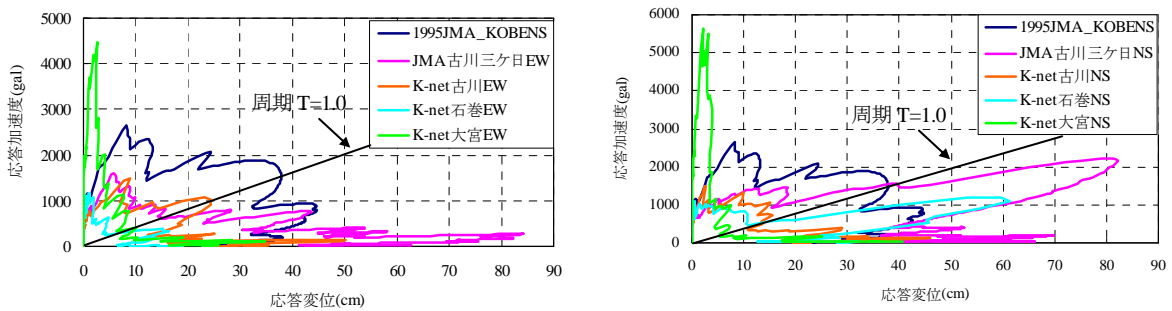 5000
4000
3000
2000
1000
0
応答加速度(gal)
1995JMA_KOBENS
JMA古川三ケ日EW
K-net古川EW
K-net石巻EW
K-net大宮EW
周期 T=1.0
0 10 20 30 40 50 60 70 80 90
応答変位(cm)
6000
5000
4000
3000
2000
1000
0
応答加速度(gal)
1995JMA_KOBENS
JMA古川三ケ日NS
K-net古川NS
K-net石巻NS
K-net大宮NS
周期 T=1.0
0 10 20 30 40 50 60 70 80 90
応答変位(cm)